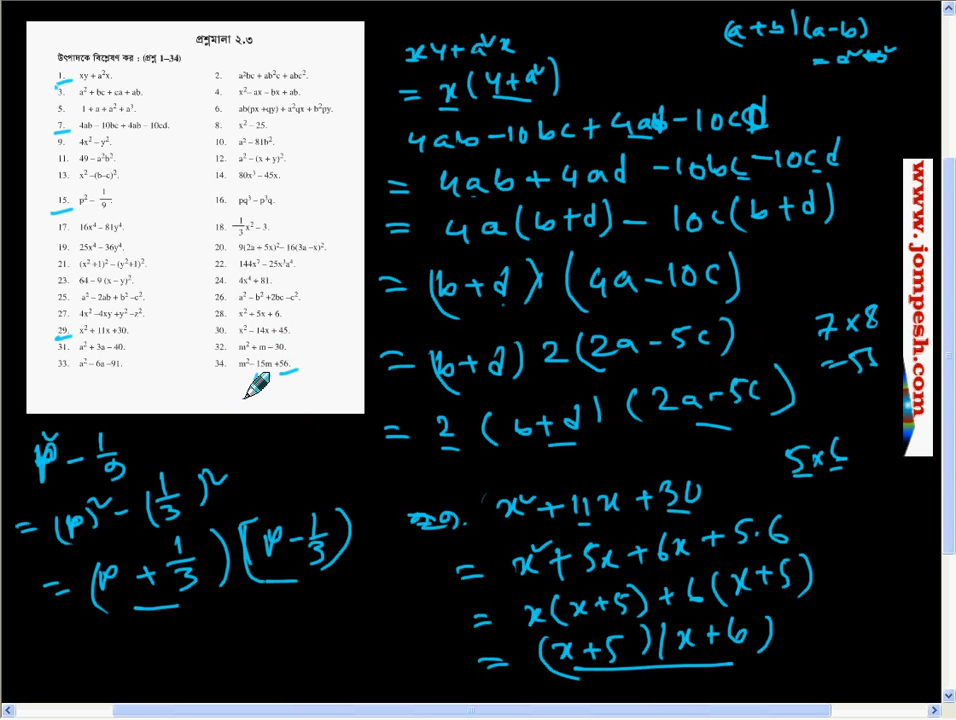 প্রশ্নমালা ২.৩
উৎপাদকে বিশ্লেষণ কর : (প্রশ্ন 1–34)
1. xy + a²x.
2. a²bc + ab²c + abc².
3. a² + bc + ca + ab.
4. x² – ax – bx + ab.
5. 1 + a + a² + a³.
6. ab(px +qy) + a²qx + b²py.
7. 4ab – 10bc + 4ab – 10cd.
8. x² – 25.
9. 4x² – y².
10. a² – 81b².
11. 49 – a²b².
12. a² – (x + y)².
13. x² –(b–c)².
14. 80x³ – 45x.
15. p² – 1/9.
16. pq³ – p³q.
17. 16x⁴ – 81y⁴.
18. 1/3 x² – 3.
19. 25x⁴ – 36y⁴.
20. 9(2a + 5x)² – 16(3a –x)².
21. (x² +1)² – (y² +1)².
22. 144x⁷ – 25x³a⁴.
23. 64 – 9 (x – y)².
24. 4x⁴ + 81.
25. a² – 2ab + b² –c².
26. a² – b² +2bc –c².
27. 4x² –4xy +y² –z².
28. x² + 5x + 6.
29. x² + 11x +30.
30. x² – 14x + 45.
31. a² + 3a – 40.
32. m² + m – 30.
33. a² – 6a –91.
34. m² – 15m +56.
xy + a²x
= x (y + a²)
(a + b) (a – b)
= a² – b²
4ab – 10bc + 4ad – 10cd
= 4ab + 4ad – 10bc – 10cd
= 4a (b + d) – 10c (b + d)
= (b + d) × (4a – 10c)
= (b + d) 2 (2a – 5c)
= 2 (b + d) (2a – 5c)
7 × 8
p² – 1/9
= (p)² – (1/3)²
= (p + 1/3) (p – 1/3)
5 × 6
২৯. x² + 11x + 30
= x² + 5x + 6x + 5.6
= x (x + 5) + 6 (x + 5)
= (x + 5) (x + 6)
www.jompesh.com